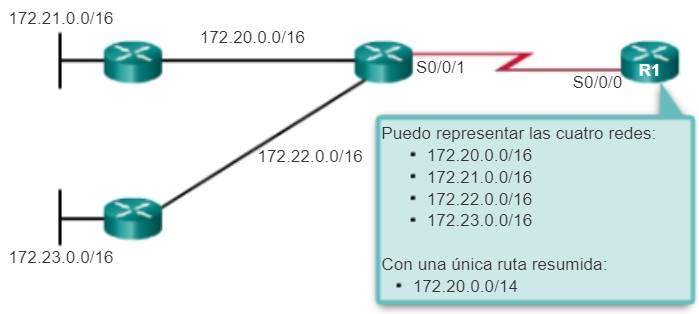 172.21.0.0/16
172.20.0.0/16
S0/0/1
R1
S0/0/0
172.22.0.0/16
172.23.0.0/16
Puedo representar las cuatro redes:
• 172.20.0.0/16
• 172.21.0.0/16
• 172.22.0.0/16
• 172.23.0.0/16
Con una única ruta resumida:
• 172.20.0.0/14